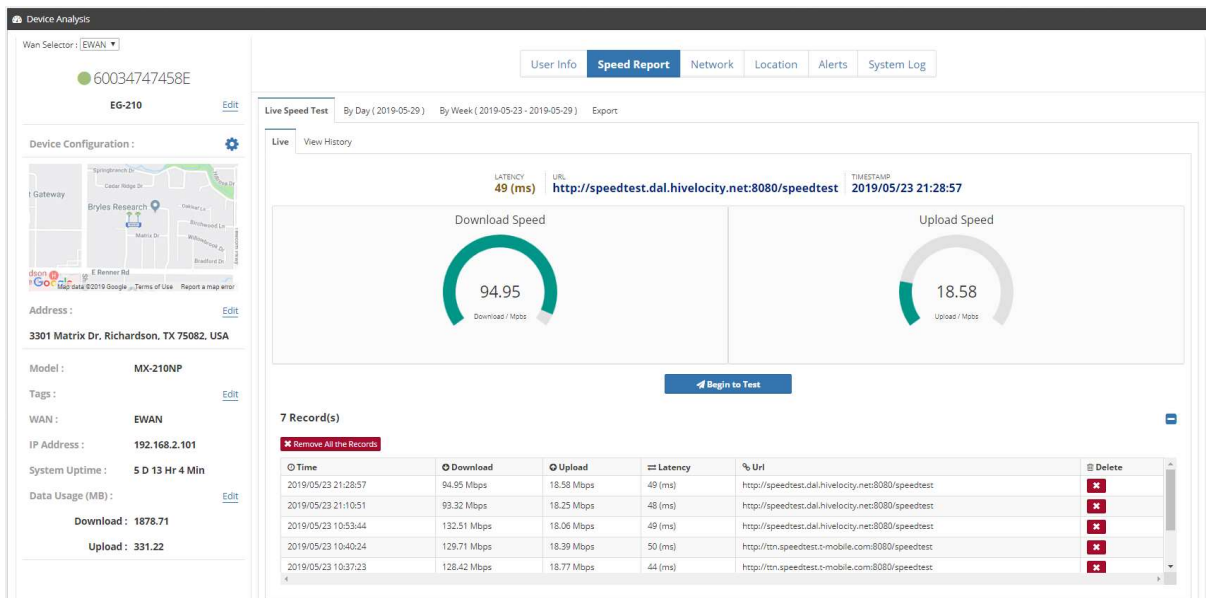 Device Analysis
Wan Selector : EWAN
60034747458E
EG-210 Edit
Device Configuration :
Springbranch Dr
Cedar Ridge Dr
t Gateway
Bryles Research
Matrix Dr
Birchwood Ln
Bradford Dr
E Renner Rd
dson
Google Map data ©2019 Google Terms of Use Report a map error
Address : Edit
3301 Matrix Dr, Richardson, TX 75082, USA
Model : MX-210NP
Tags : Edit
WAN : EWAN
IP Address : 192.168.2.101
System Uptime : 5 D 13 Hr 4 Min
Data Usage (MB) : Edit
Download : 1878.71
Upload : 331.22
User Info Speed Report Network Location Alerts System Log
Live Speed Test By Day ( 2019-05-29 ) By Week ( 2019-05-23 - 2019-05-29 ) Export
Live View History
LATENCY URL TIMESTAMP
49 (ms) http://speedtest.dal.hivelocity.net:8080/speedtest 2019/05/23 21:28:57
Download Speed Upload Speed
94.95 18.58
Download / Mpbs Upload / Mpbs
Begin to Test
7 Record(s)
Remove All the Records
Time Download Upload Latency Url Delete
2019/05/23 21:28:57 94.95 Mbps 18.58 Mbps 49 (ms) http://speedtest.dal.hivelocity.net:8080/speedtest
2019/05/23 21:10:51 93.32 Mbps 18.25 Mbps 48 (ms) http://speedtest.dal.hivelocity.net:8080/speedtest
2019/05/23 10:53:44 132.51 Mbps 18.06 Mbps 49 (ms) http://speedtest.dal.hivelocity.net:8080/speedtest
2019/05/23 10:40:24 129.71 Mbps 18.39 Mbps 50 (ms) http://ttn.speedtest.t-mobile.com:8080/speedtest
2019/05/23 10:37:23 128.42 Mbps 18.77 Mbps 44 (ms) http://ttn.speedtest.t-mobile.com:8080/speedtest